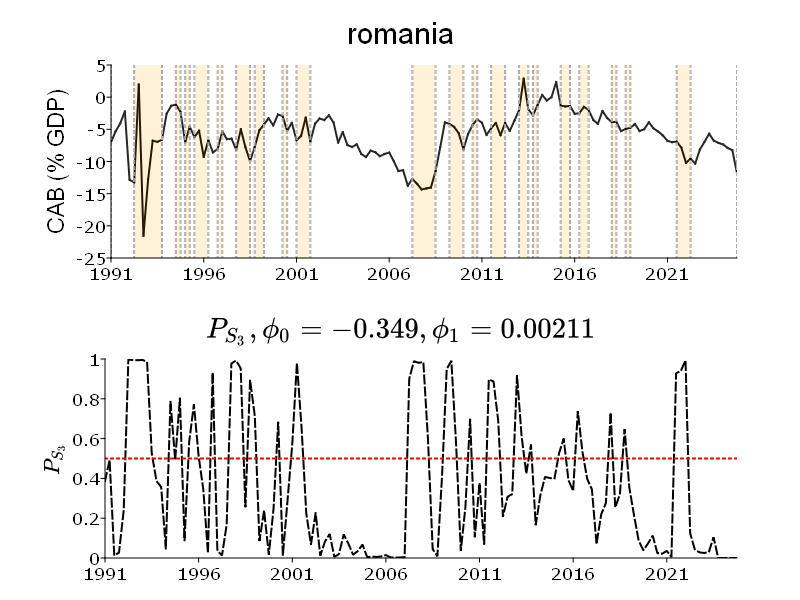 romania
CAB (% GDP)
5
0
-5
-10
-15
-20
-25
1991 1996 2001 2006 2011 2016 2021
P_{S_3}, ϕ_0 = −0.349, ϕ_1 = 0.00211
P_{S_3}
1
0.8
0.6
0.4
0.2
0
1991 1996 2001 2006 2011 2016 2021